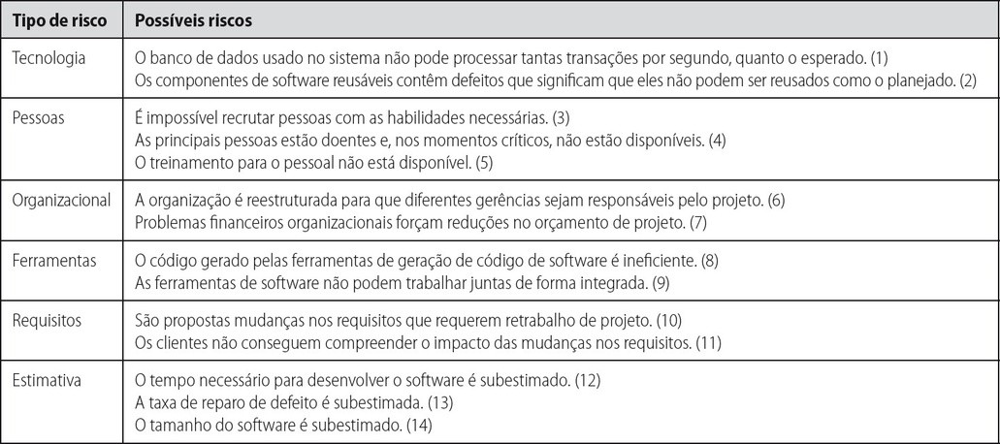 Tipo de risco Possíveis riscos
Tecnologia O banco de dados usado no sistema não pode processar tantas transações por segundo, quanto o esperado. (1)
Os componentes de software reusáveis contêm defeitos que significam que eles não podem ser reusados como o planejado. (2)
Pessoas É impossível recrutar pessoas com as habilidades necessárias. (3)
As principais pessoas estão doentes e, nos momentos críticos, não estão disponíveis. (4)
O treinamento para o pessoal não está disponível. (5)
Organizacional A organização é reestruturada para que diferentes gerências sejam responsáveis pelo projeto. (6)
Problemas financeiros organizacionais forçam reduções no orçamento de projeto. (7)
Ferramentas O código gerado pelas ferramentas de geração de código de software é ineficiente. (8)
As ferramentas de software não podem trabalhar juntas de forma integrada. (9)
Requisitos São propostas mudanças nos requisitos que requerem retrabalho de projeto. (10)
Os clientes não conseguem compreender o impacto das mudanças nos requisitos. (11)
Estimativa O tempo necessário para desenvolver o software é subestimado. (12)
A taxa de reparo de defeito é subestimada. (13)
O tamanho do software é subestimado. (14)